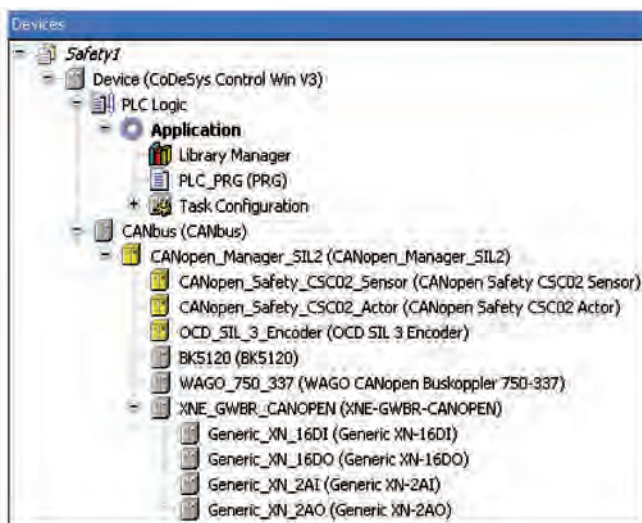 Devices
Safety1
Device (CoDeSys Control Win V3)
PLC Logic
Application
Library Manager
PLC_PRG (PRG)
Task Configuration
CANbus (CANbus)
CANopen_Manager_SIL2 (CANopen_Manager_SIL2)
CANopen_Safety_CSC02_Sensor (CANopen Safety CSC02 Sensor)
CANopen_Safety_CSC02_Actor (CANopen Safety CSC02 Actor)
OCD_SIL_3_Encoder (OCD SIL 3 Encoder)
BK5120 (BK5120)
WAGO_750_337 (WAGO CANopen Buskoppler 750-337)
XNE_GWBR_CANOPEN (XNE-GWBR-CANOPEN)
Generic_XN_16DI (Generic XN-16DI)
Generic_XN_16DO (Generic XN-16DO)
Generic_XN_2AI (Generic XN-2AI)
Generic_XN_2AO (Generic XN-2AO)